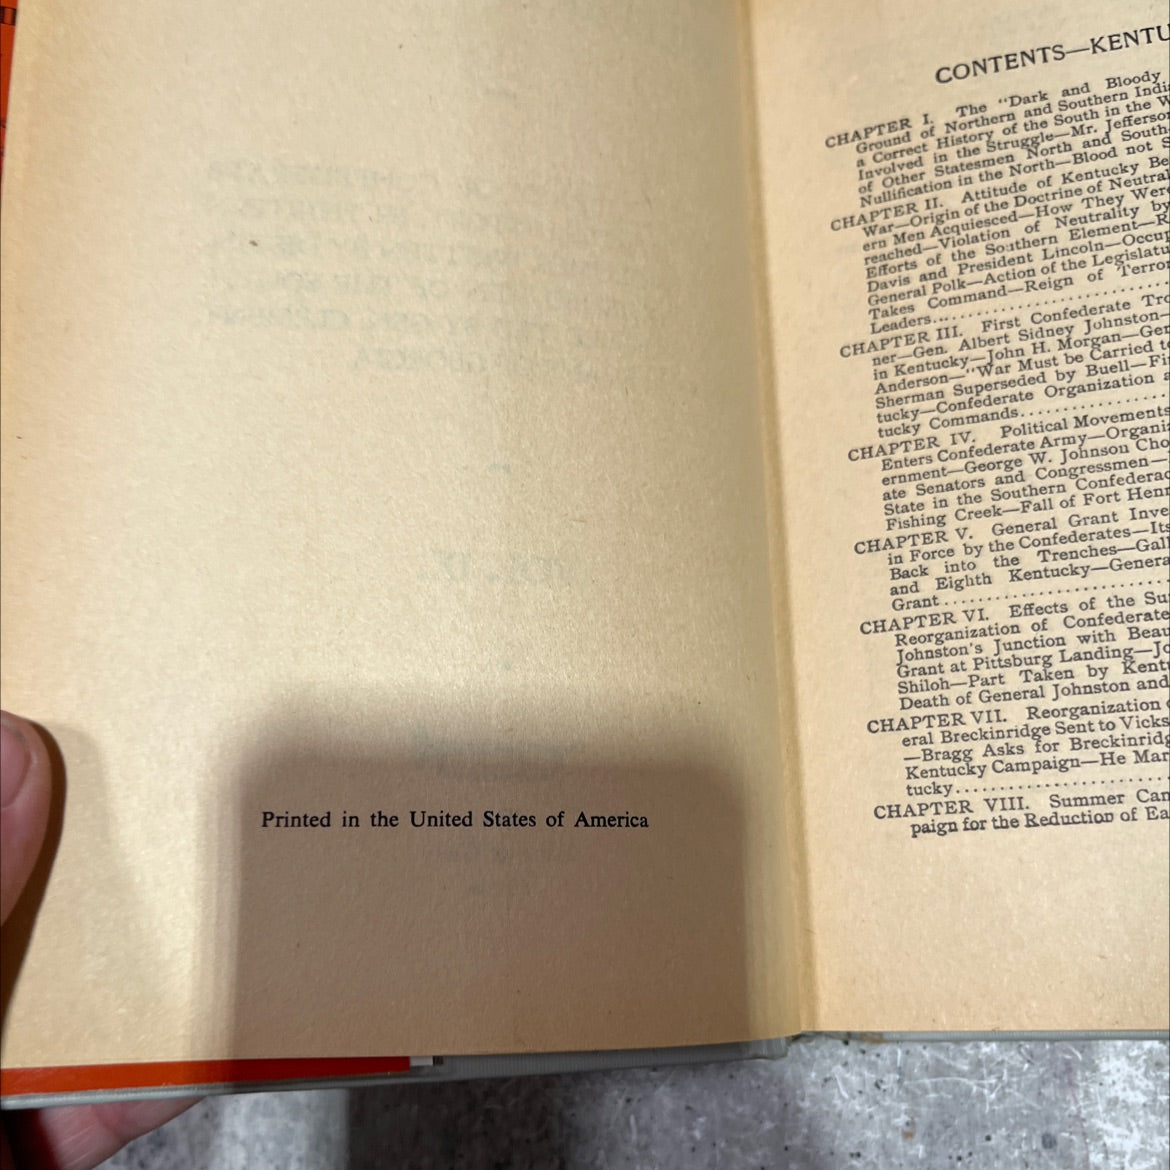 Printed in the United States of America
CONTENTS—KENTU
CHAPTER I. The "Dark and Bloody
Ground of Northern and Southern Indi
a Correct History of the South in the W
Involved in the Struggle—Mr. Jefferson
of Other Statesmen North and South
Nullification in the North—Blood not S
CHAPTER II. Attitude of Kentucky Be
War—Origin of the Doctrine of Neutral
ern Men Acquiesced—How They Were
reached—Violation of Neutrality by
Efforts of the Southern Element—R
Davis and President Lincoln—Occup
General Polk—Action of the Legislatu
Takes Command—Reign of Terror
Leaders....................
CHAPTER III. First Confederate Tro
ner—Gen. Albert Sidney Johnston—
in Kentucky—John H. Morgan—Gen
Anderson—"War Must be Carried to
Sherman Superseded by Buell—Fi
tucky—Confederate Organization a
tucky Commands................
CHAPTER IV. Political Movements
Enters Confederate Army—Organi
ernment—George W. Johnson Cho
ate Senators and Congressmen—
State in the Southern Confederac
Fishing Creek—Fall of Fort Henr
CHAPTER V. General Grant Inve
in Force by the Confederates—Its
Back into the Trenches—Gall
and Eighth Kentucky—Genera
Grant....................
CHAPTER VI. Effects of the Su
Reorganization of Confederate
Johnston's Junction with Beau
Grant at Pittsburg Landing—Jo
Shiloh—Part Taken by Kentu
Death of General Johnston and
CHAPTER VII. Reorganization o
eral Breckinridge Sent to Vicks
—Bragg Asks for Breckinridg
Kentucky Campaign—He Mar
tucky....................
CHAPTER VIII. Summer Cam
paign for the Reduction of Ea